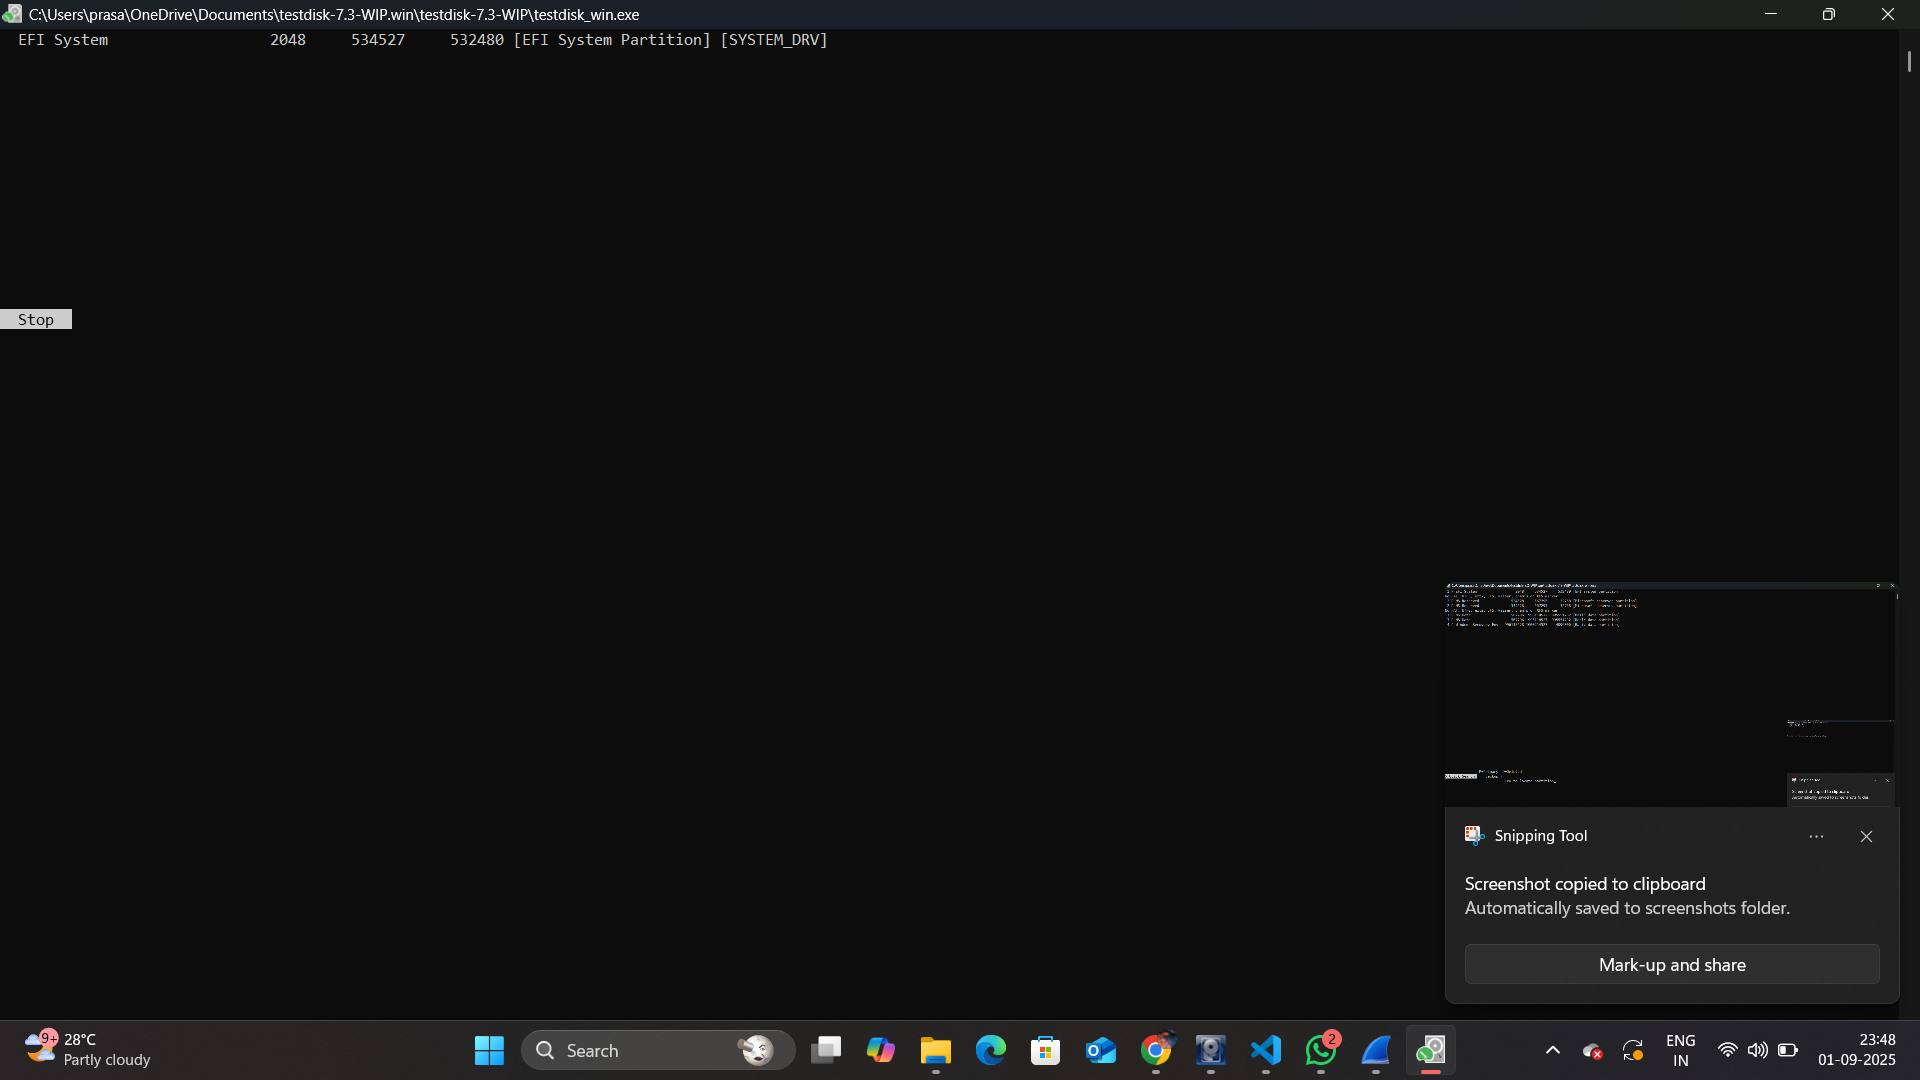 C:\Users\prasa\OneDrive\Documents\testdisk-7.3-WIP.win\testdisk-7.3-WIP\testdisk_win.exe
EFI System 2048 534527 532480 [EFI System Partition] [SYSTEM_DRV]
Stop
Snipping Tool
Screenshot copied to clipboard
Automatically saved to screenshots folder.
Mark-up and share
9+
28°C
Partly cloudy
Search
2
ENG
IN
23:48
01-09-2025